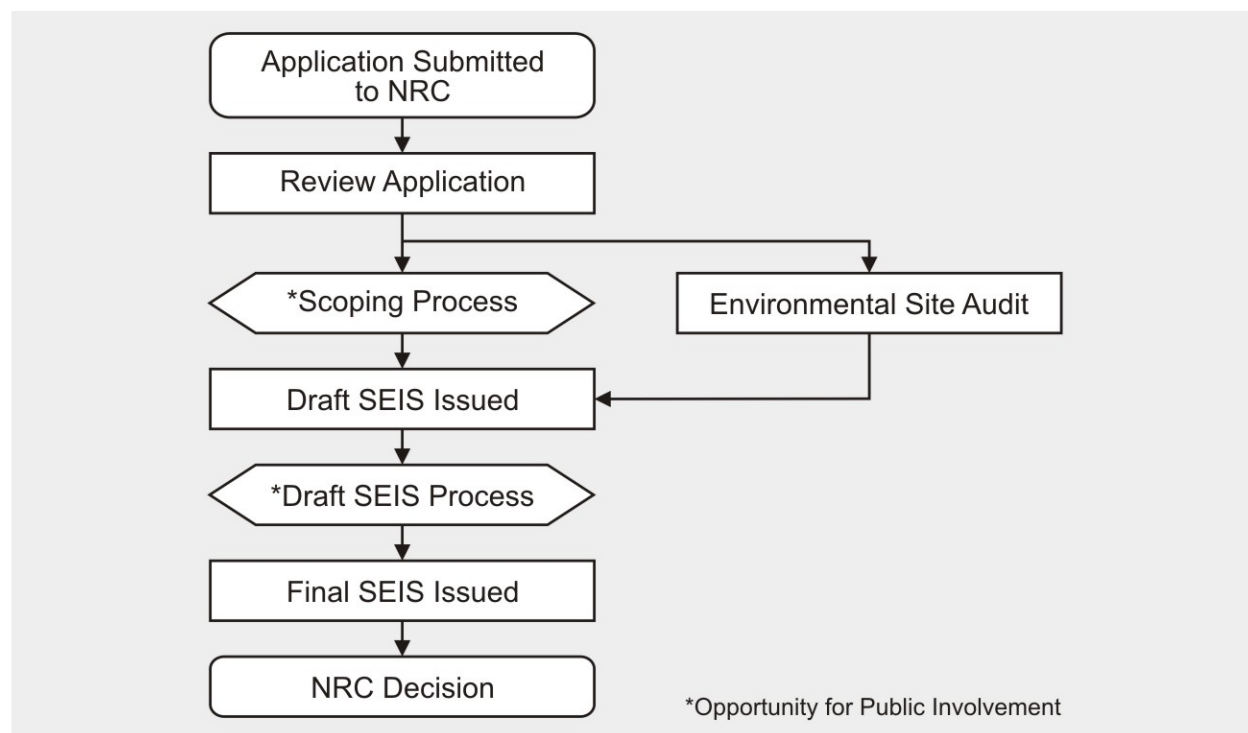 Application Submitted
to NRC
Review Application
*Scoping Process
Environmental Site Audit
Draft SEIS Issued
*Draft SEIS Process
Final SEIS Issued
NRC Decision
*Opportunity for Public Involvement